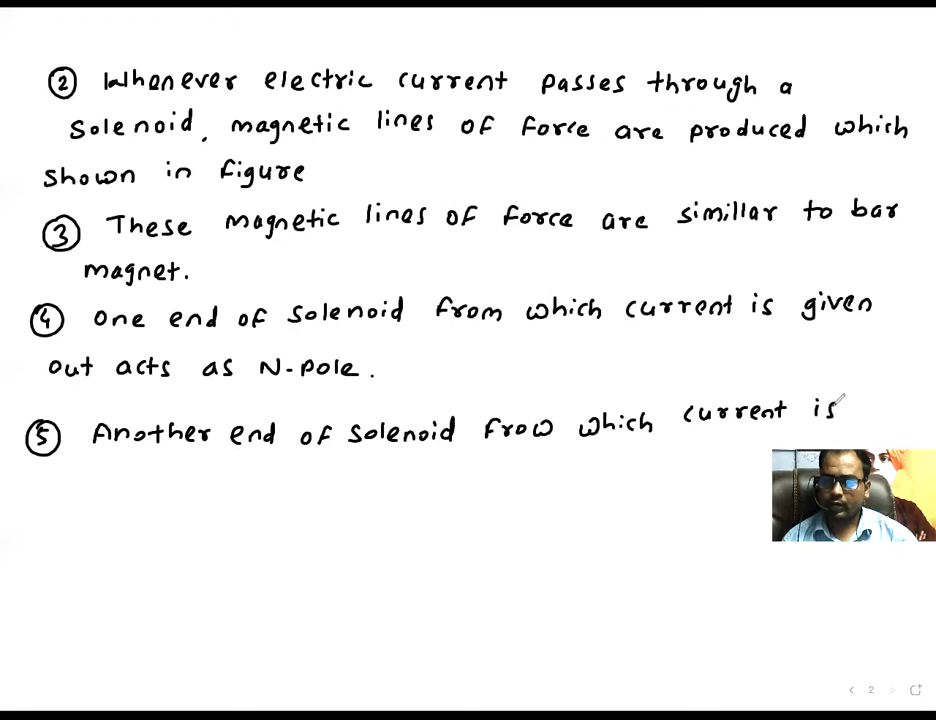 ② Whenever electric current passes through a
solenoid, magnetic lines of force are produced which
shown in figure
③ These magnetic lines of force are simillar to bar
magnet.
④ One end of solenoid from which current is given
out acts as N-pole.
⑤ Another end of solenoid frow which current is
2